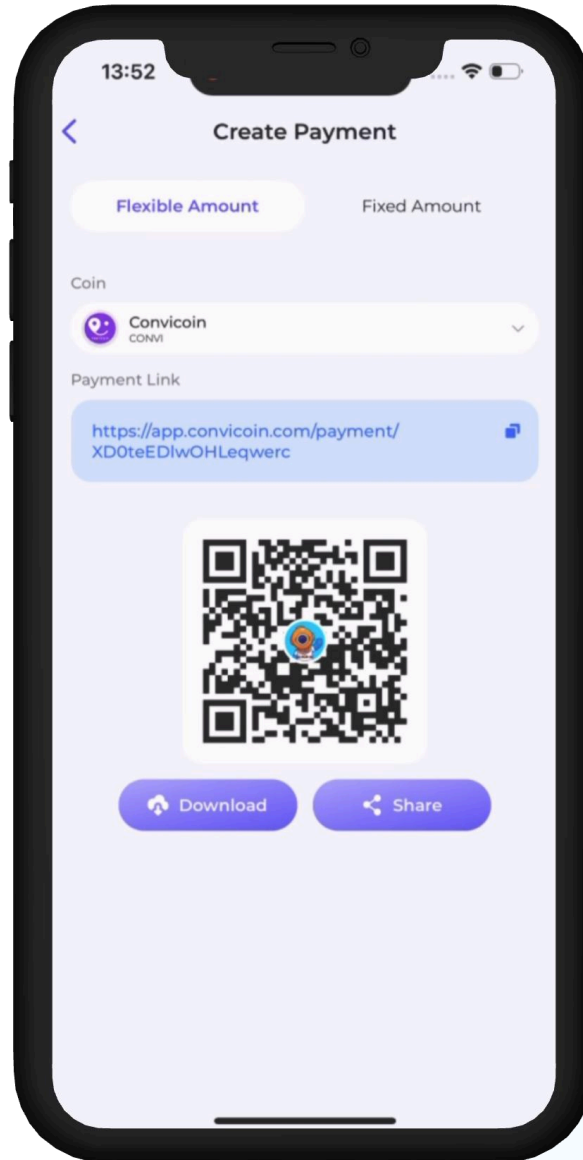 13:52
Create Payment
Flexible Amount
Fixed Amount
Coin
Convicoin
CONVI
Payment Link
https://app.convicoin.com/payment/
XD0teEDlwOHLeqwerc
Download
Share